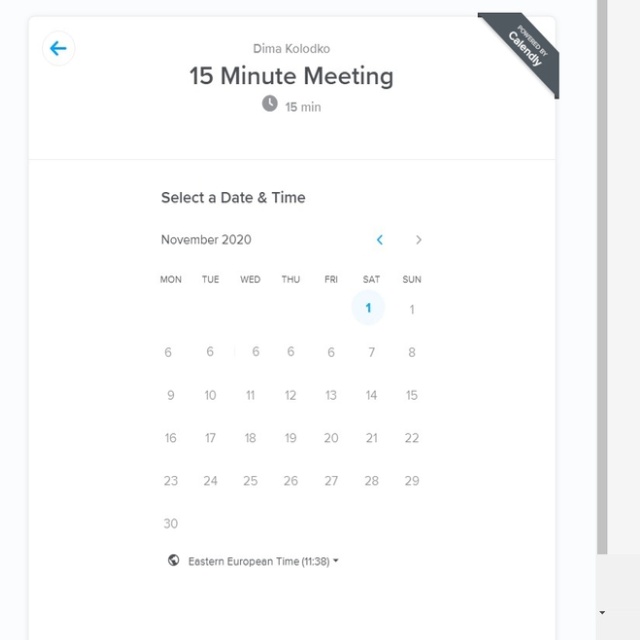 POWERED BY
Calendly
Dima Kolodko
15 Minute Meeting
15 min
Select a Date & Time
November 2020
MON TUE WED THU FRI SAT SUN
1 1
6 6 6 6 6 7 8
9 10 11 12 13 14 15
16 17 18 19 20 21 22
23 24 25 26 27 28 29
30
Eastern European Time (11:38)